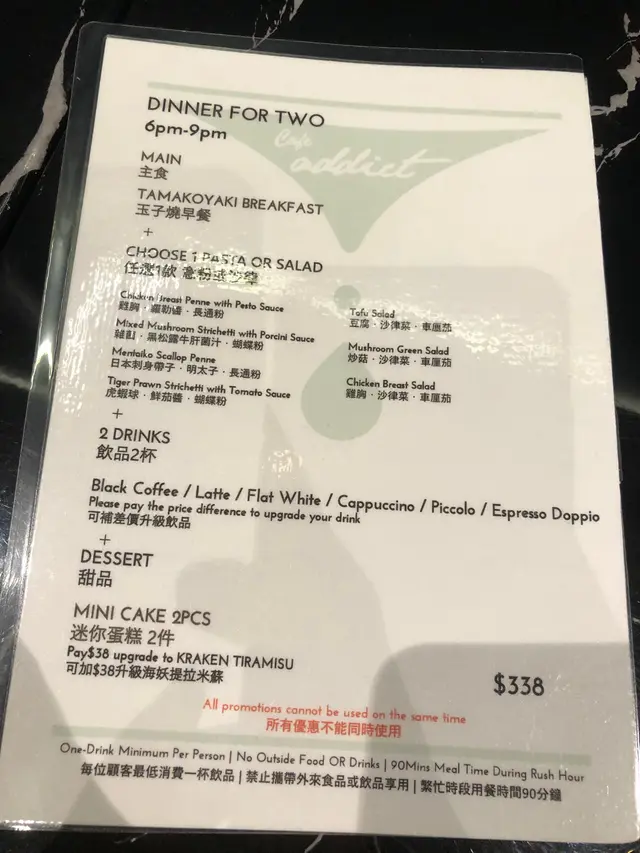 DINNER FOR TWO
6pm-9pm
Cafe
addict
MAIN
主食
TAMAKOYAKI BREAKFAST
玉子燒早餐
+
CHOOSE 1 PASTA OR SALAD
任選1款 意粉或沙律
Chicken Breast Penne with Pesto Sauce
雞胸 · 羅勒醬 · 長通粉
Mixed Mushroom Strichetti with Porcini Sauce
雜菌 · 黑松露牛肝菌汁 · 蝴蝶粉
Mentaiko Scallop Penne
日本刺身帶子 · 明太子 · 長通粉
Tiger Prawn Strichetti with Tomato Sauce
虎蝦球 · 鮮茄醬 · 蝴蝶粉
Tofu Salad
豆腐 · 沙律菜 · 車厘茄
Mushroom Green Salad
炒菇 · 沙律菜 · 車厘茄
Chicken Breast Salad
雞胸 · 沙律菜 · 車厘茄
+
2 DRINKS
飲品2杯
Black Coffee / Latte / Flat White / Cappuccino / Piccolo / Espresso Doppio
Please pay the price difference to upgrade your drink
可補差價升級飲品
+
DESSERT
甜品
MINI CAKE 2PCS
迷你蛋糕 2件
Pay$38 upgrade to KRAKEN TIRAMISU
可加$38升級海妖提拉米蘇
$338
All promotions cannot be used on the same time
所有優惠不能同時使用
One-Drink Minimum Per Person | No Outside Food OR Drinks | 90Mins Meal Time During Rush Hour
每位顧客最低消費一杯飲品 | 禁止攜帶外來食品或飲品享用 | 繁忙時段用餐時間90分鐘